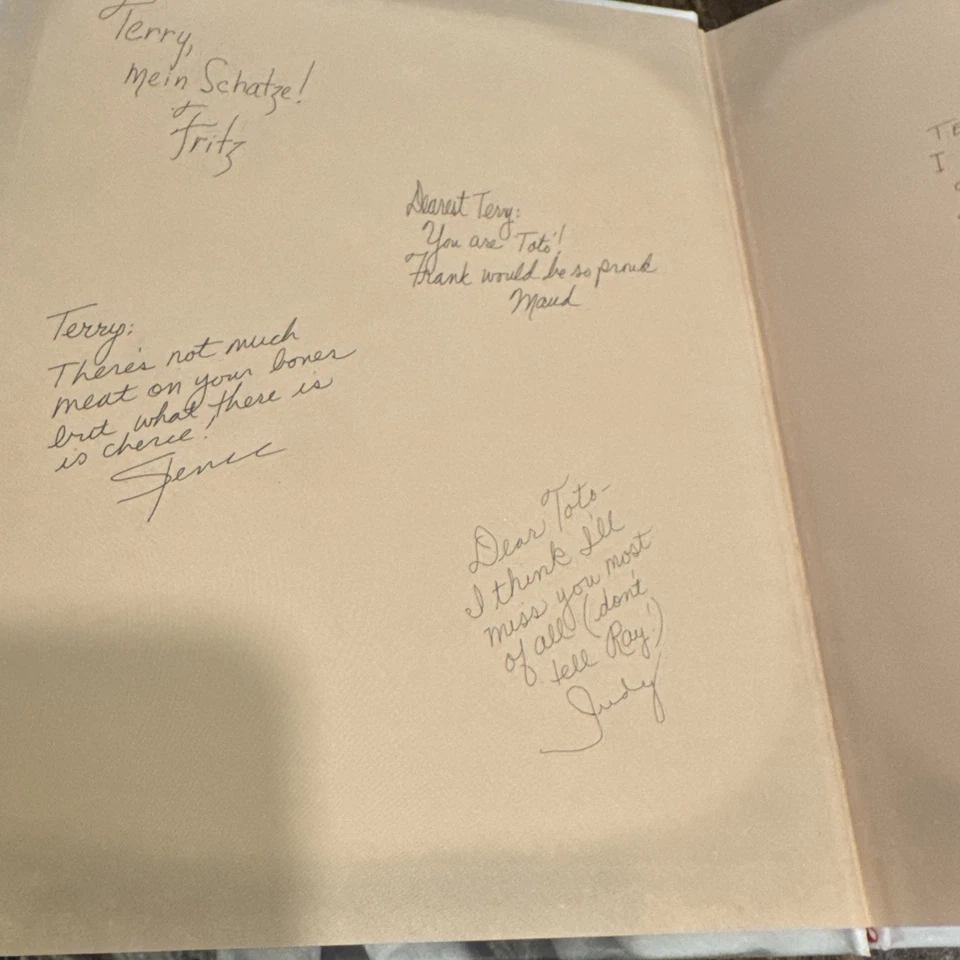 Terry,
mein Schatze!
Fritz
Dearest Terry:
You are Toto!
Frank would be so proud
Maud
Terry:
There's not much
meat on your bones
but what there is
is cherce!
Spence
Dear Toto-
I think I'll
miss you most
of all (don't
tell Ray!)
Judy
TE
I